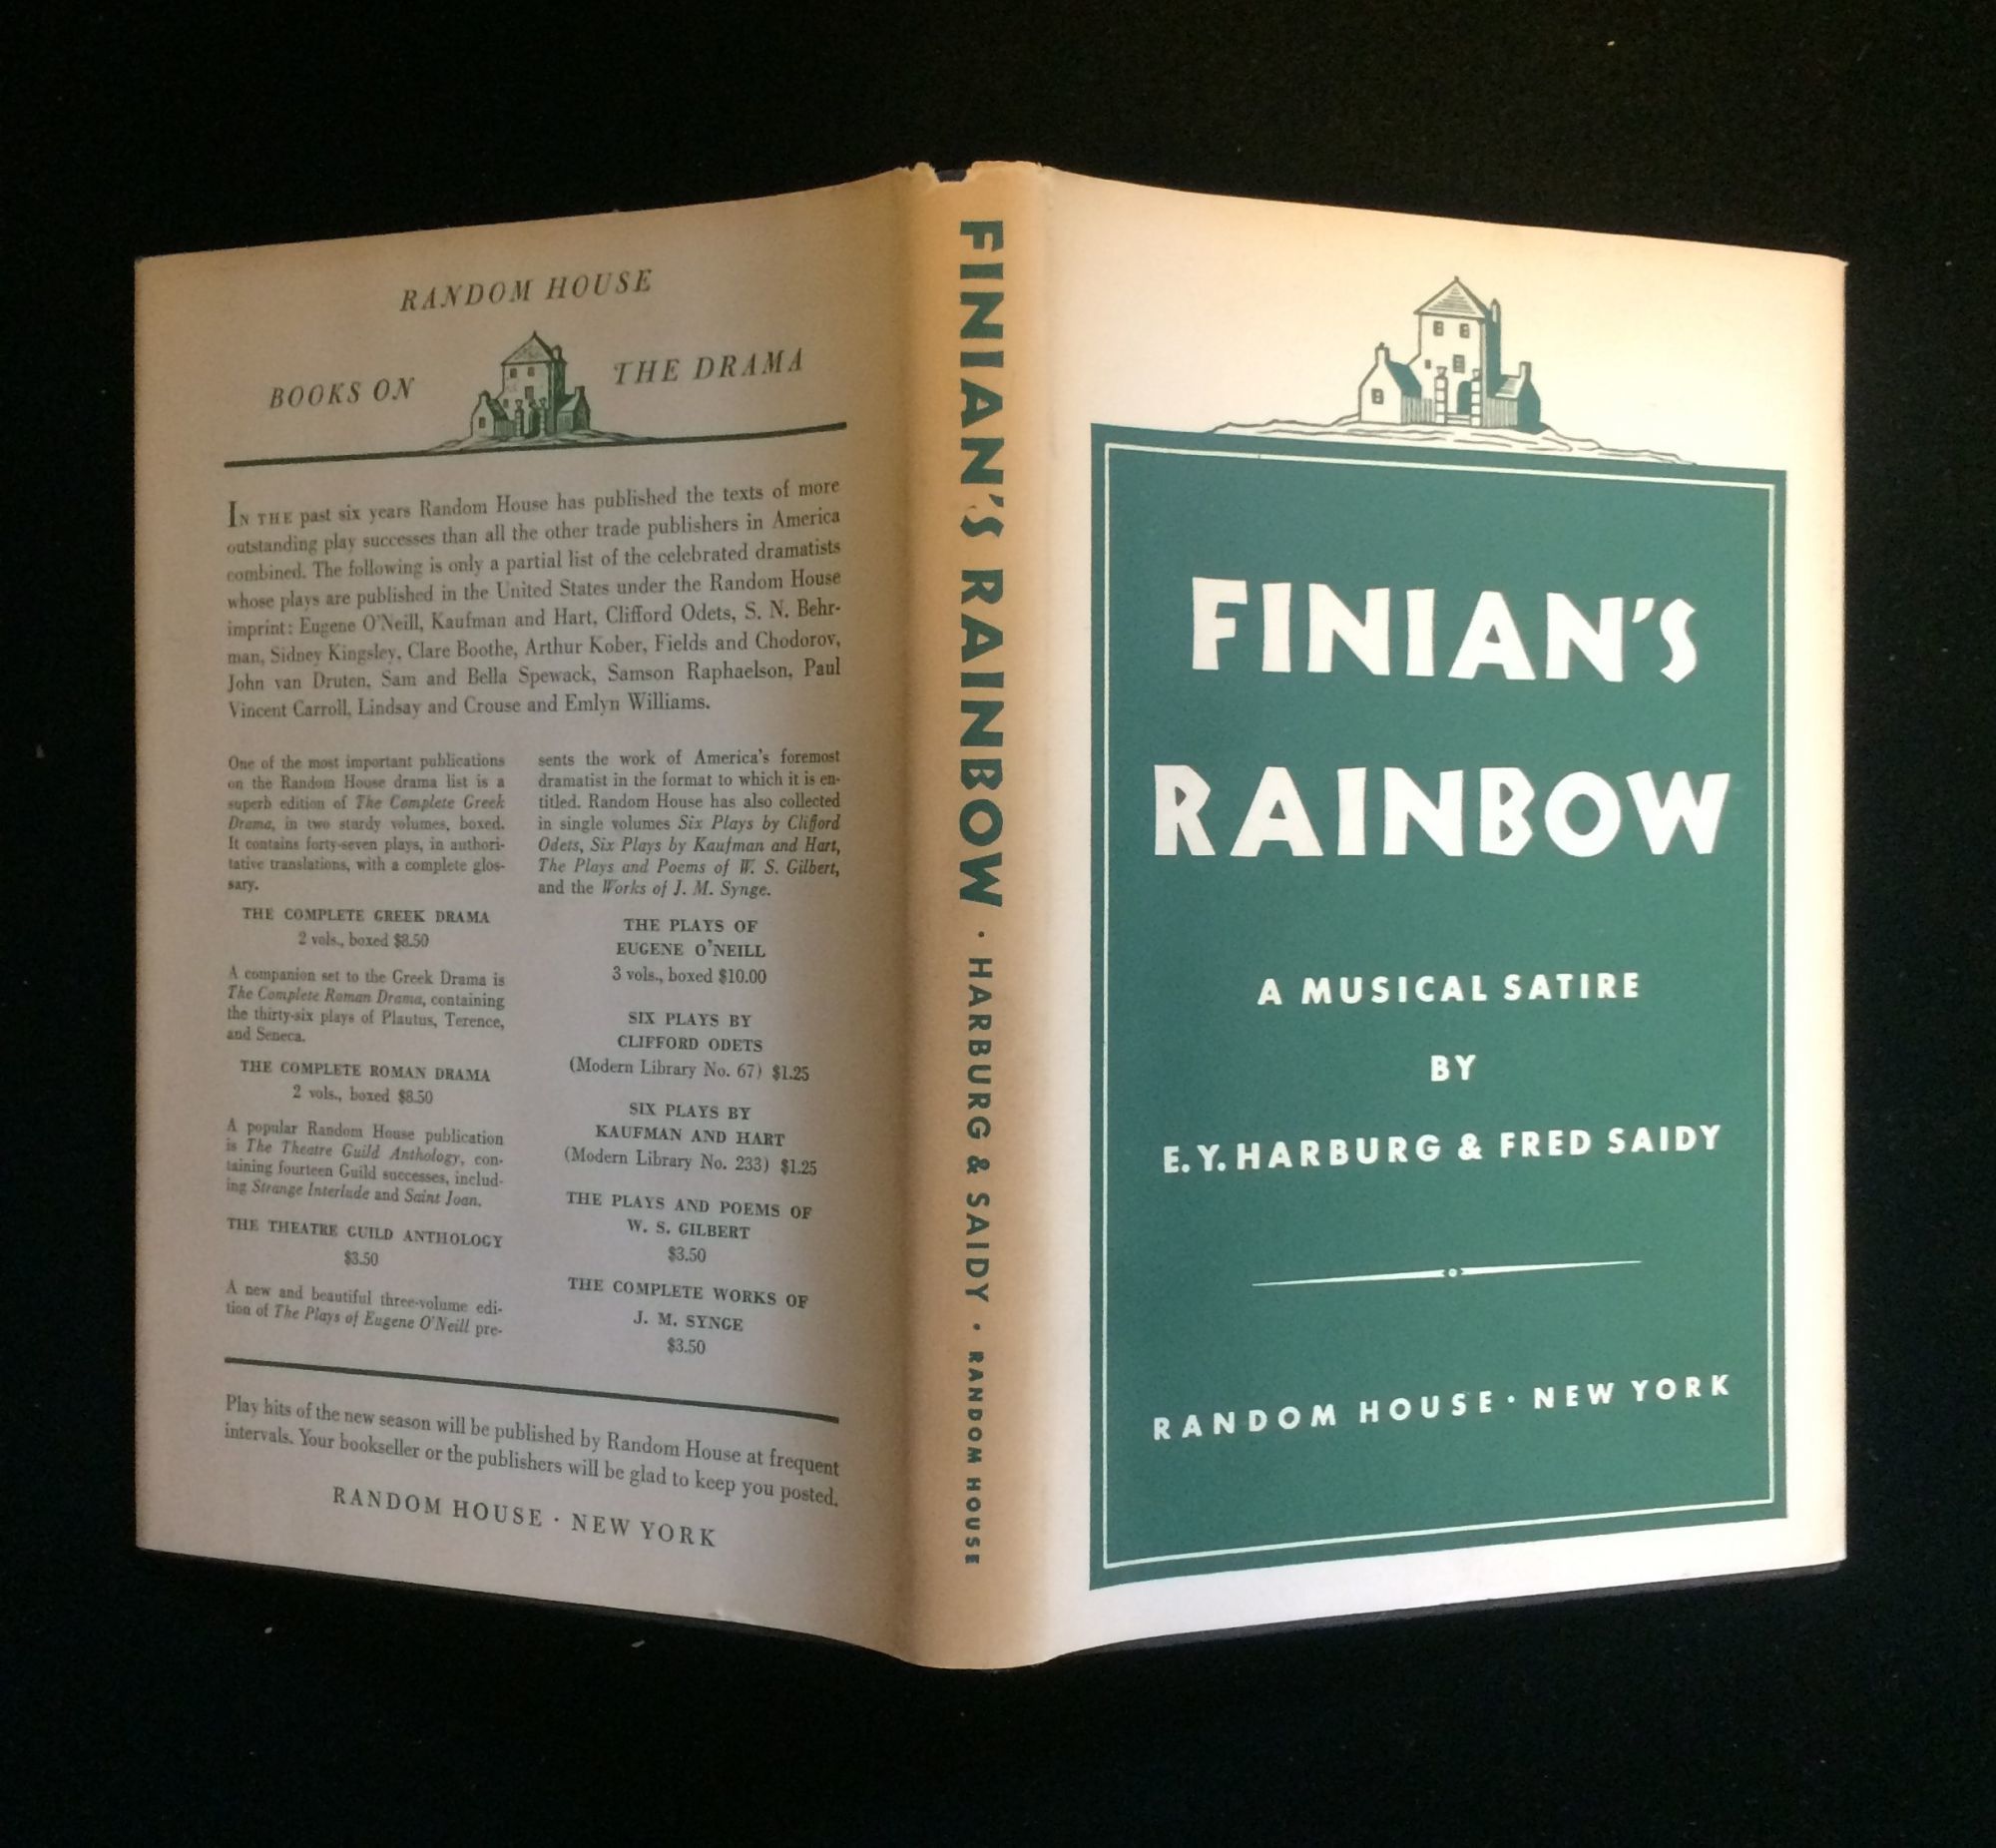 RANDOM HOUSE
BOOKS ON THE DRAMA
IN THE past six years Random House has published the texts of more
outstanding play successes than all the other trade publishers in America
combined. The following is only a partial list of the celebrated dramatists
whose plays are published in the United States under the Random House
imprint: Eugene O'Neill, Kaufman and Hart, Clifford Odets, S. N. Behr-
man, Sidney Kingsley, Clare Boothe, Arthur Kober, Fields and Chodorov,
John van Druten, Sam and Bella Spewack, Samson Raphaelson, Paul
Vincent Carroll, Lindsay and Crouse and Emlyn Williams.
One of the most important publications
on the Random House drama list is a
superb edition of The Complete Greek
Drama, in two sturdy volumes, boxed.
It contains forty-seven plays, in authori-
tative translations, with a complete glos-
sary.
THE COMPLETE GREEK DRAMA
2 vols., boxed $8.50
A companion set to the Greek Drama is
The Complete Roman Drama, containing
the thirty-six plays of Plautus, Terence,
and Seneca.
THE COMPLETE ROMAN DRAMA
2 vols., boxed $8.50
A popular Random House publication
is The Theatre Guild Anthology, con-
taining fourteen Guild successes, includ-
ing Strange Interlude and Saint Joan.
THE THEATRE GUILD ANTHOLOGY
$3.50
A new and beautiful three-volume edi-
tion of The Plays of Eugene O'Neill pre-
sents the work of America's foremost
dramatist in the format to which it is en-
titled. Random House has also collected
in single volumes Six Plays by Clifford
Odets, Six Plays by Kaufman and Hart,
The Plays and Poems of W. S. Gilbert,
and the Works of J. M. Synge.
THE PLAYS OF
EUGENE O'NEILL
3 vols., boxed $10.00
SIX PLAYS BY
CLIFFORD ODETS
(Modern Library No. 67) $1.25
SIX PLAYS BY
KAUFMAN AND HART
(Modern Library No. 233) $1.25
THE PLAYS AND POEMS OF
W. S. GILBERT
$3.50
THE COMPLETE WORKS OF
J. M. SYNGE
$3.50
Play hits of the new season will be published by Random House at frequent
intervals. Your bookseller or the publishers will be glad to keep you posted.
RANDOM HOUSE · NEW YORK
FINIAN'S RAINBOW · HARBURG & SAIDY · RANDOM HOUSE
FINIAN'S
RAINBOW
A MUSICAL SATIRE
BY
E. Y. HARBURG & FRED SAIDY
RANDOM HOUSE · NEW YORK